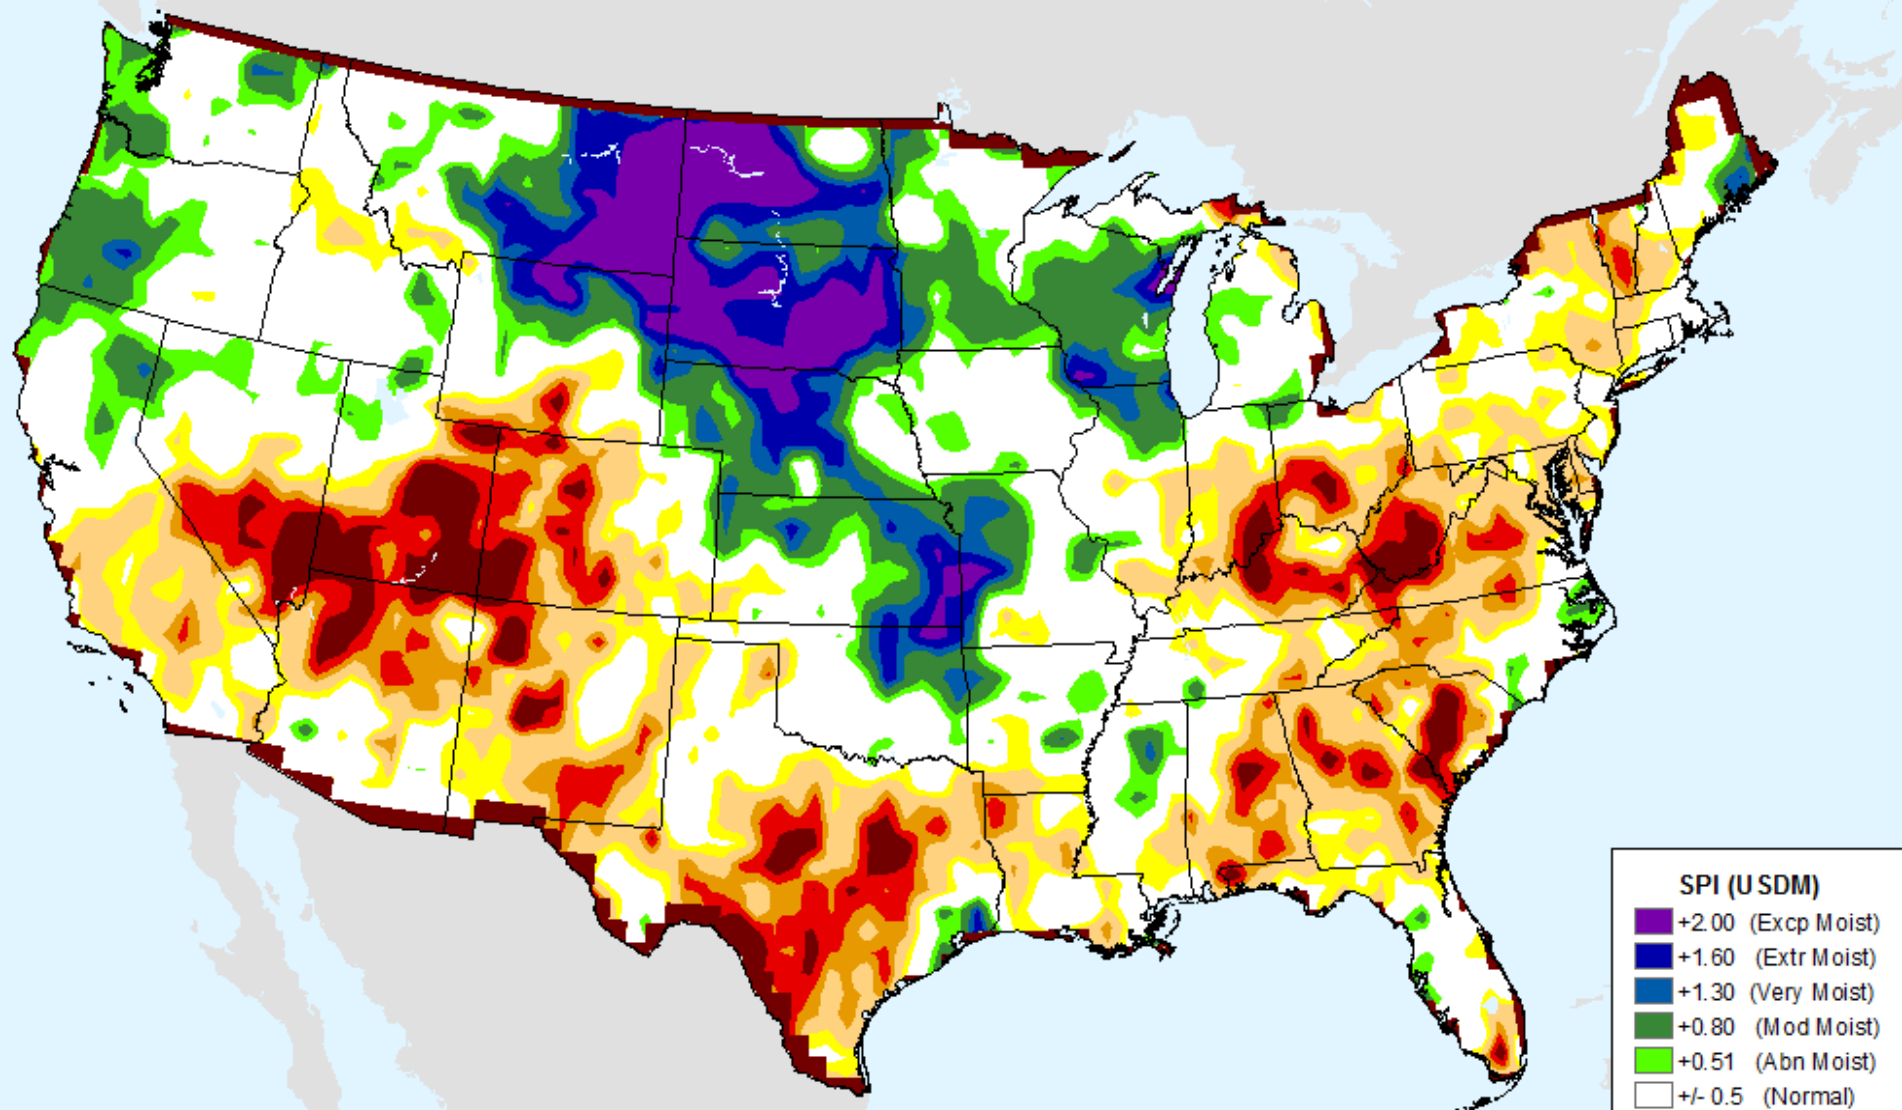 SPI (USDM)
+2.00 (Excp Moist)
+1.60 (Extr Moist)
+1.30 (Very Moist)
+0.80 (Mod Moist)
+0.51 (Abn Moist)
+/- 0.5 (Normal)